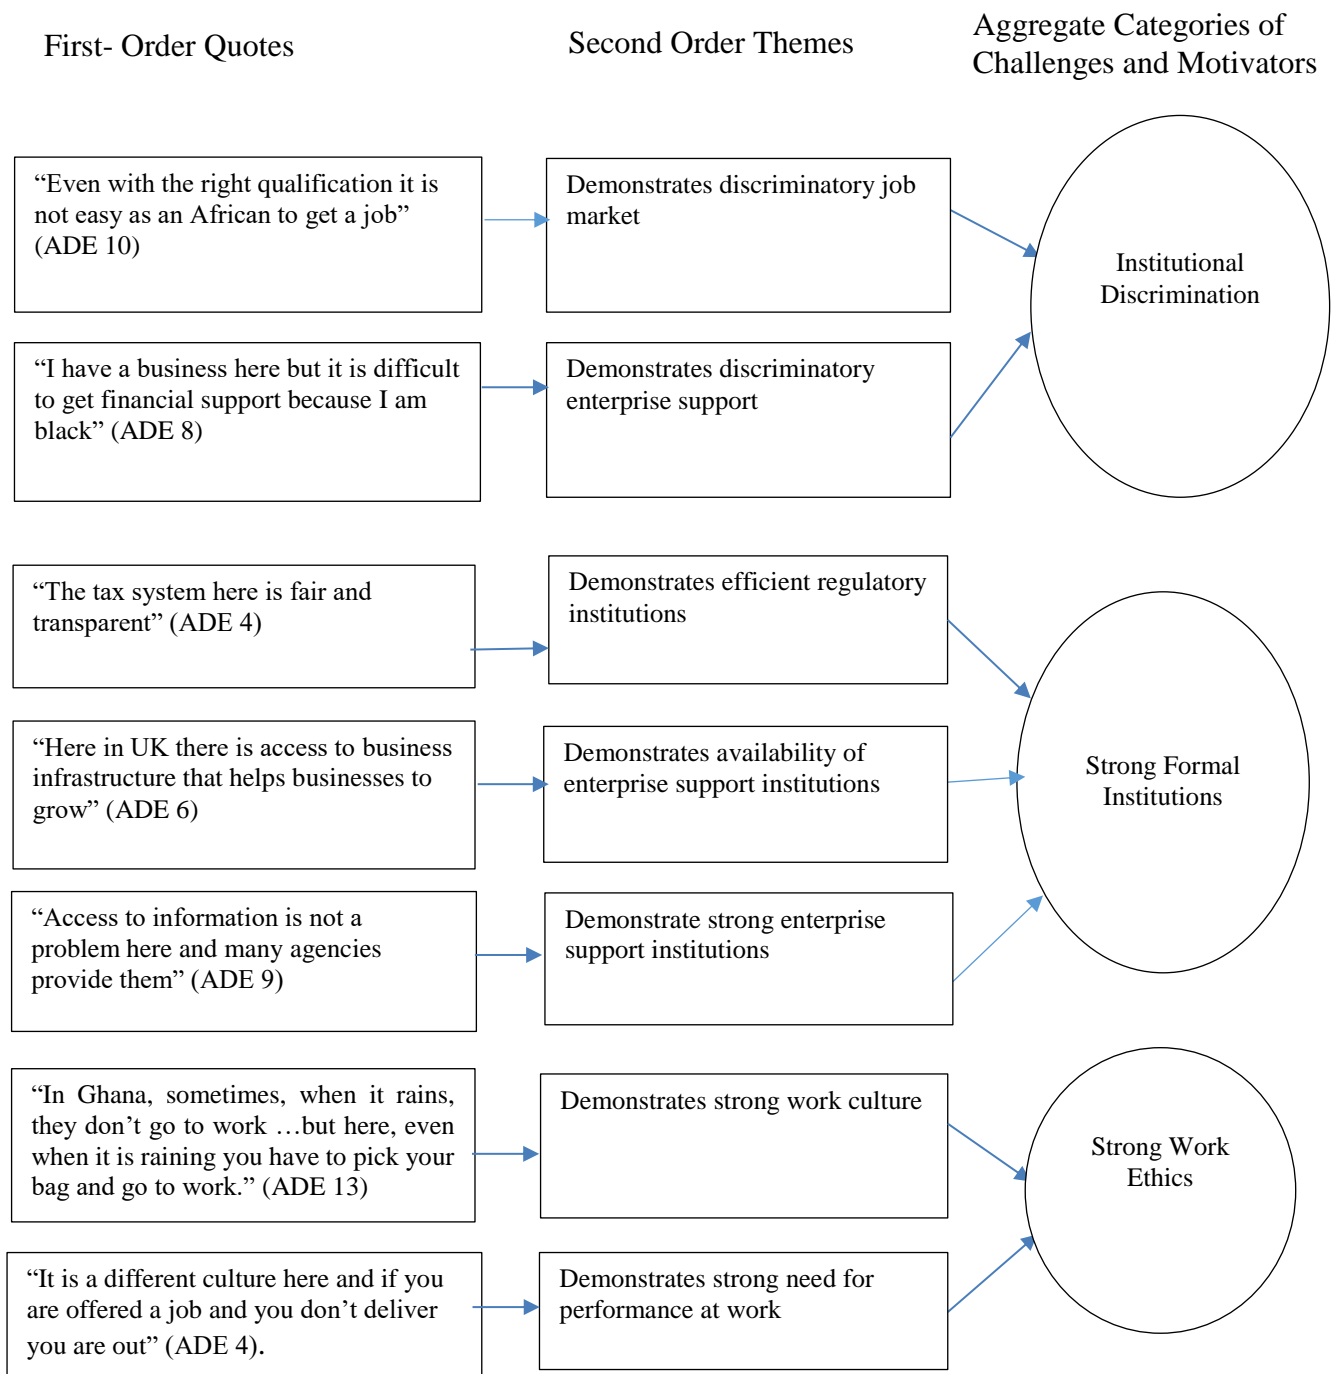 First- Order Quotes
Second Order Themes
Aggregate Categories of
Challenges and Motivators
“Even with the right qualification it is
not easy as an African to get a job”
(ADE 10)
Demonstrates discriminatory job
market
Institutional
Discrimination
“I have a business here but it is difficult
to get financial support because I am
black” (ADE 8)
Demonstrates discriminatory
enterprise support
“The tax system here is fair and
transparent” (ADE 4)
Demonstrates efficient regulatory
institutions
“Here in UK there is access to business
infrastructure that helps businesses to
grow” (ADE 6)
Demonstrates availability of
enterprise support institutions
Strong Formal
Institutions
“Access to information is not a
problem here and many agencies
provide them” (ADE 9)
Demonstrate strong enterprise
support institutions
“In Ghana, sometimes, when it rains,
they don’t go to work …but here, even
when it is raining you have to pick your
bag and go to work.” (ADE 13)
Demonstrates strong work culture
Strong Work
Ethics
“It is a different culture here and if you
are offered a job and you don’t deliver
you are out” (ADE 4).
Demonstrates strong need for
performance at work